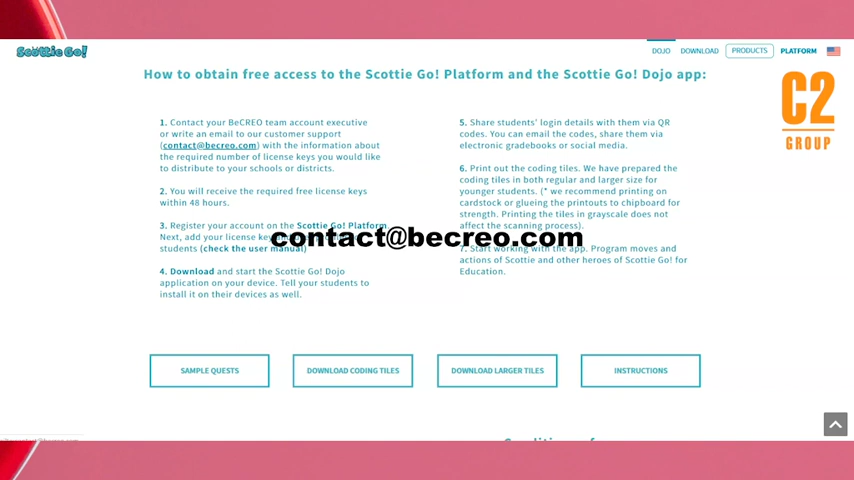 Scottie Go!
DOJO DOWNLOAD PRODUCTS PLATFORM
How to obtain free access to the Scottie Go! Platform and the Scottie Go! Dojo app:
C2
GROUP
1. Contact your BeCREO team account executive
or write an email to our customer support
(contact@becreo.com) with the information about
the required number of license keys you would like
to distribute to your schools or districts.
2. You will receive the required free license keys
within 48 hours.
3. Register your account on the Scottie Go! Platform.
Next, add your license key
students (check the user manual)
4. Download and start the Scottie Go! Dojo
application on your device. Tell your students to
install it on their devices as well.
5. Share students' login details with them via QR
codes. You can email the codes, share them via
electronic gradebooks or social media.
6. Print out the coding tiles. We have prepared the
coding tiles in both regular and larger size for
younger students. (* we recommend printing on
cardstock or glueing the printouts to chipboard for
strength. Printing the tiles in grayscale does not
affect the scanning process).
7. Start working with the app. Program moves and
actions of Scottie and other heroes of Scottie Go! for
Education.
contact@becreo.com
SAMPLE QUESTS
DOWNLOAD CODING TILES
DOWNLOAD LARGER TILES
INSTRUCTIONS